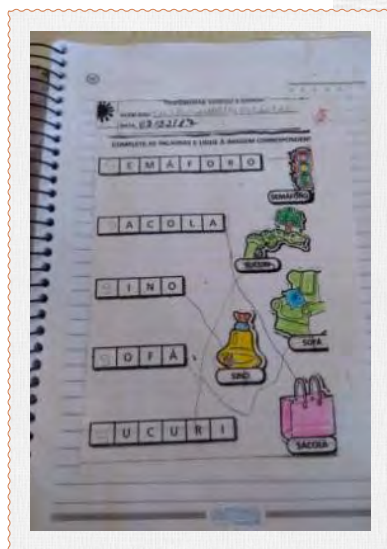 COMPLETE AS PALAVRAS E LIGUE À IMAGEM CORRESPONDENTE
S E M Á F O R O
SEMÁFORO
S A C O L A
SUCURI
S I N O
SOFÁ
S O F Á
SINO
S U C U R I
SACOLA